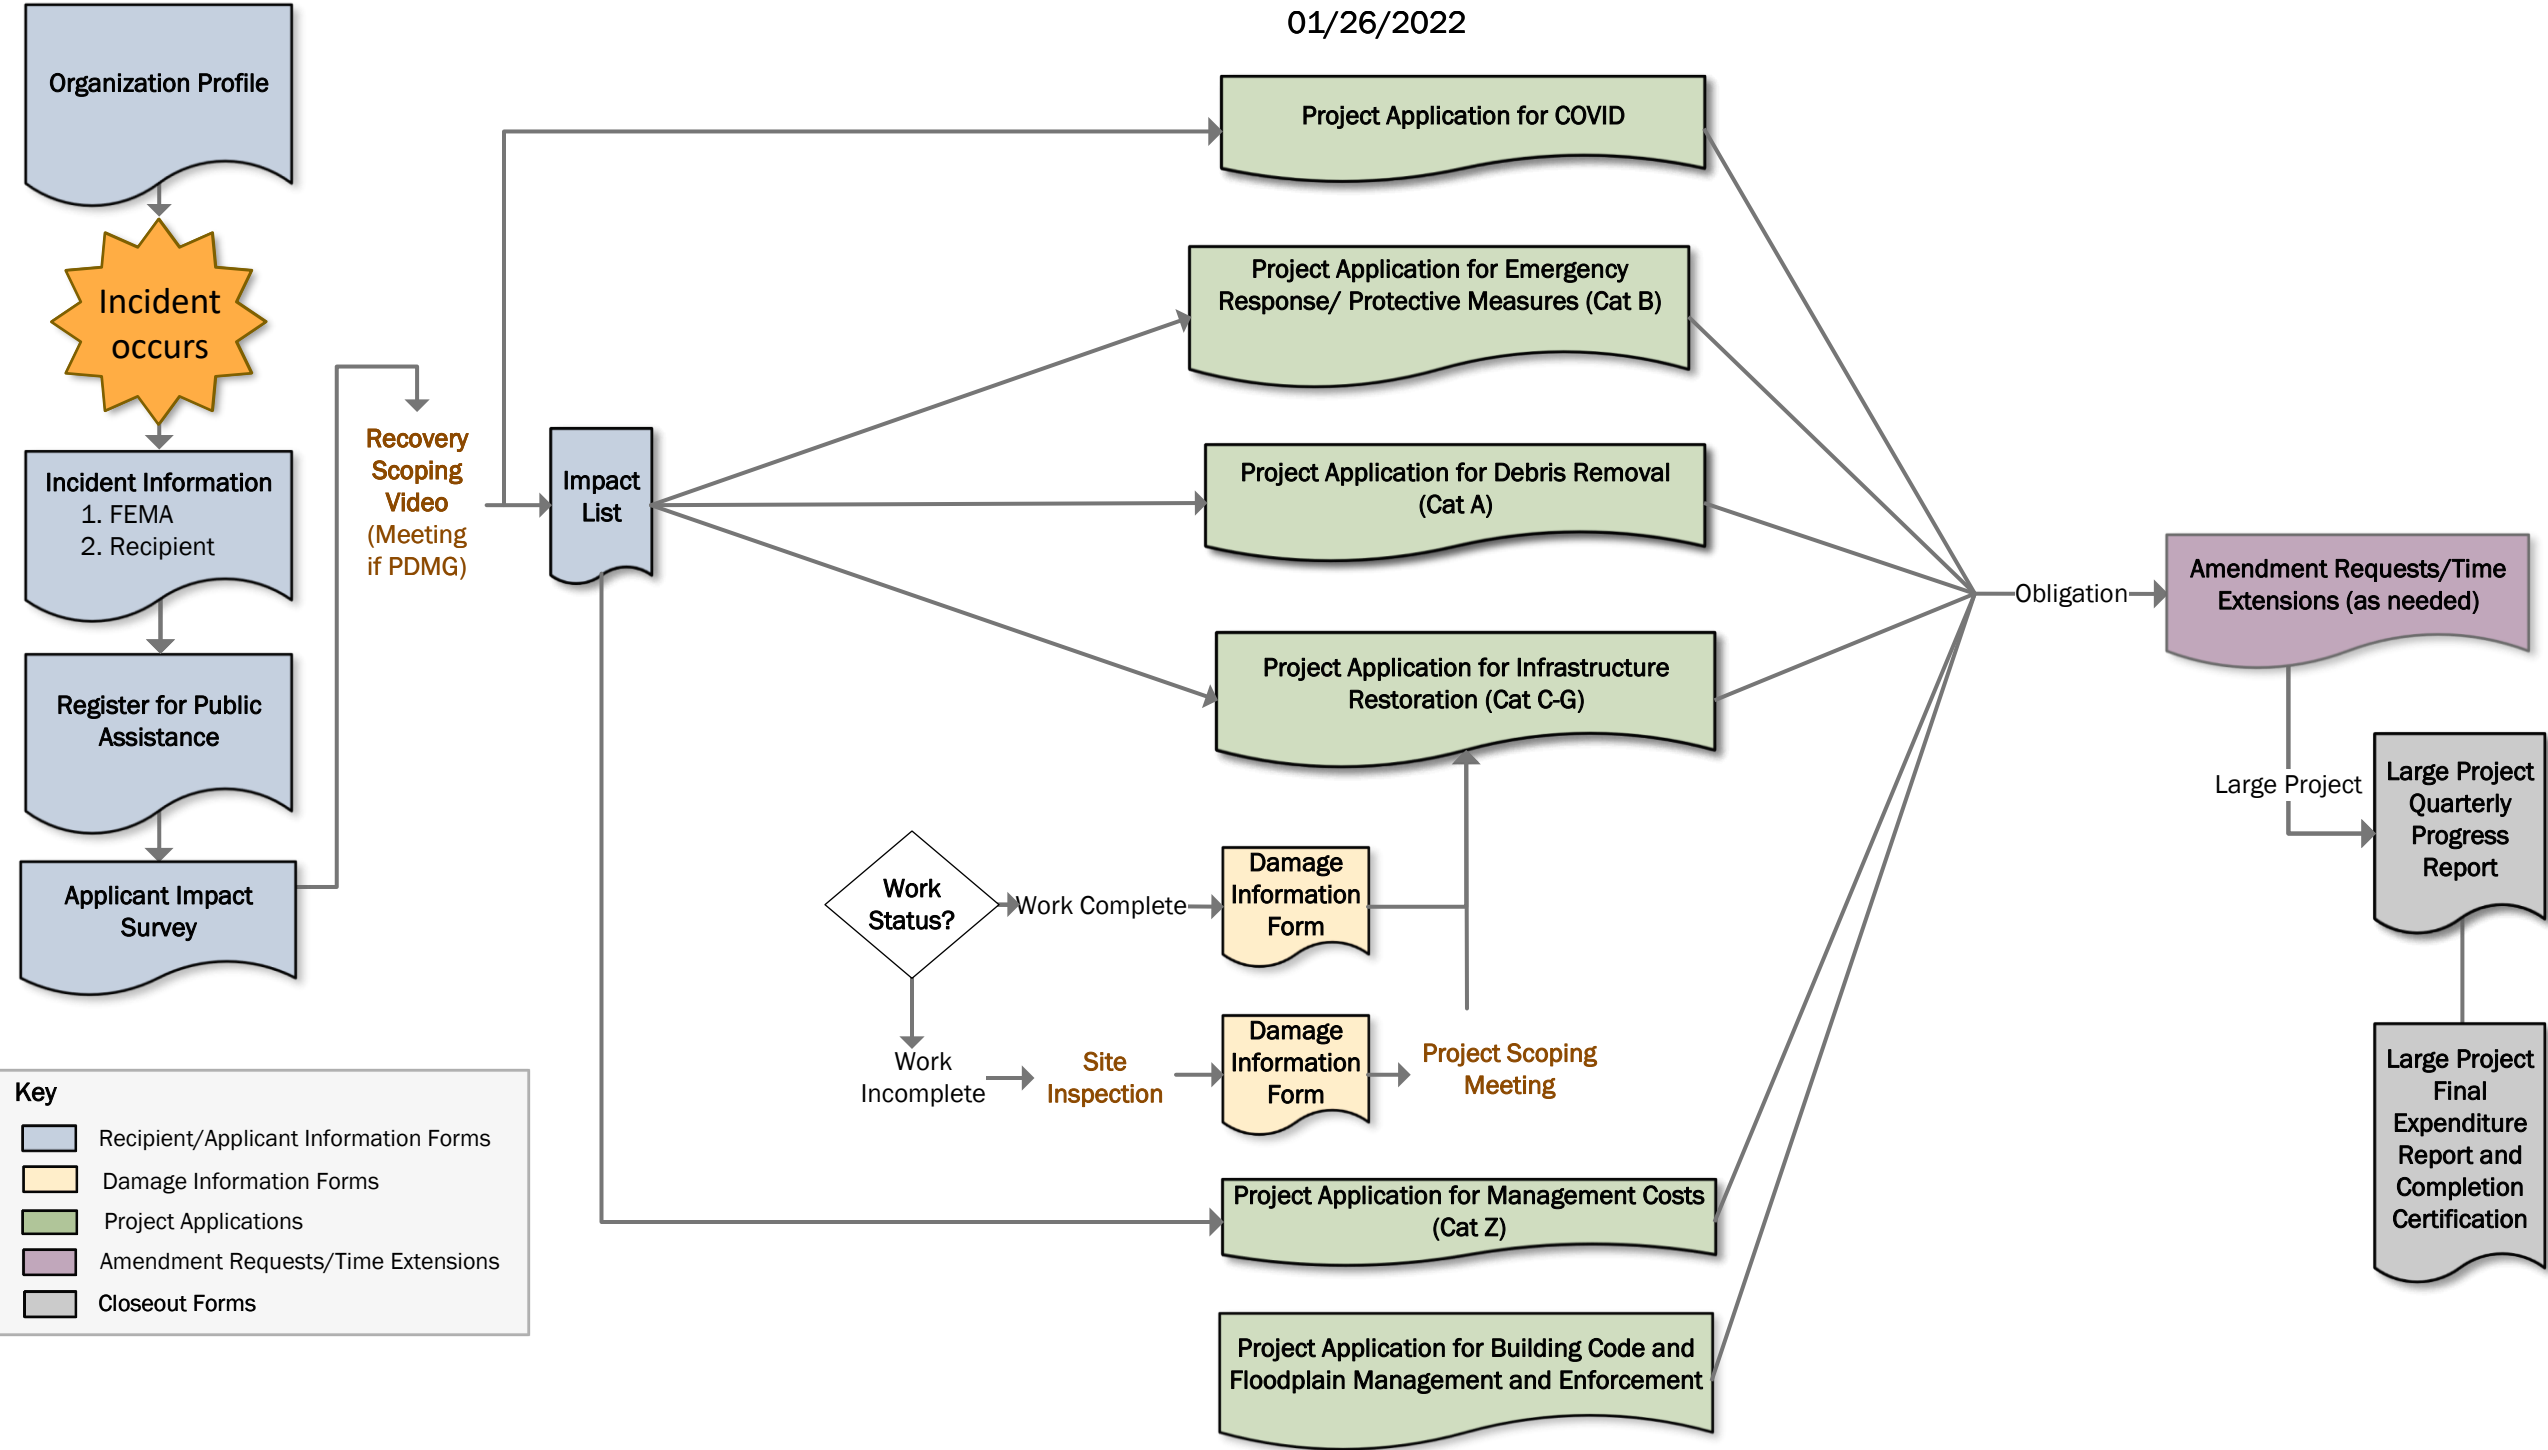 01/26/2022
Organization Profile
Incident
occurs
Incident Information
1. FEMA
2. Recipient
Register for Public
Assistance
Applicant Impact
Survey
Recovery
Scoping
Video
(Meeting
if PDMG)
Impact
List
Project Application for COVID
Project Application for Emergency
Response/ Protective Measures (Cat B)
Project Application for Debris Removal
(Cat A)
Project Application for Infrastructure
Restoration (Cat C-G)
Work
Status?
Work Complete
Damage
Information
Form
Work
Incomplete
Site
Inspection
Damage
Information
Form
Project Scoping
Meeting
Project Application for Management Costs
(Cat Z)
Project Application for Building Code and
Floodplain Management and Enforcement
Obligation
Amendment Requests/Time
Extensions (as needed)
Large Project
Large Project
Quarterly
Progress
Report
Large Project
Final
Expenditure
Report and
Completion
Certification
Key
Recipient/Applicant Information Forms
Damage Information Forms
Project Applications
Amendment Requests/Time Extensions
Closeout Forms